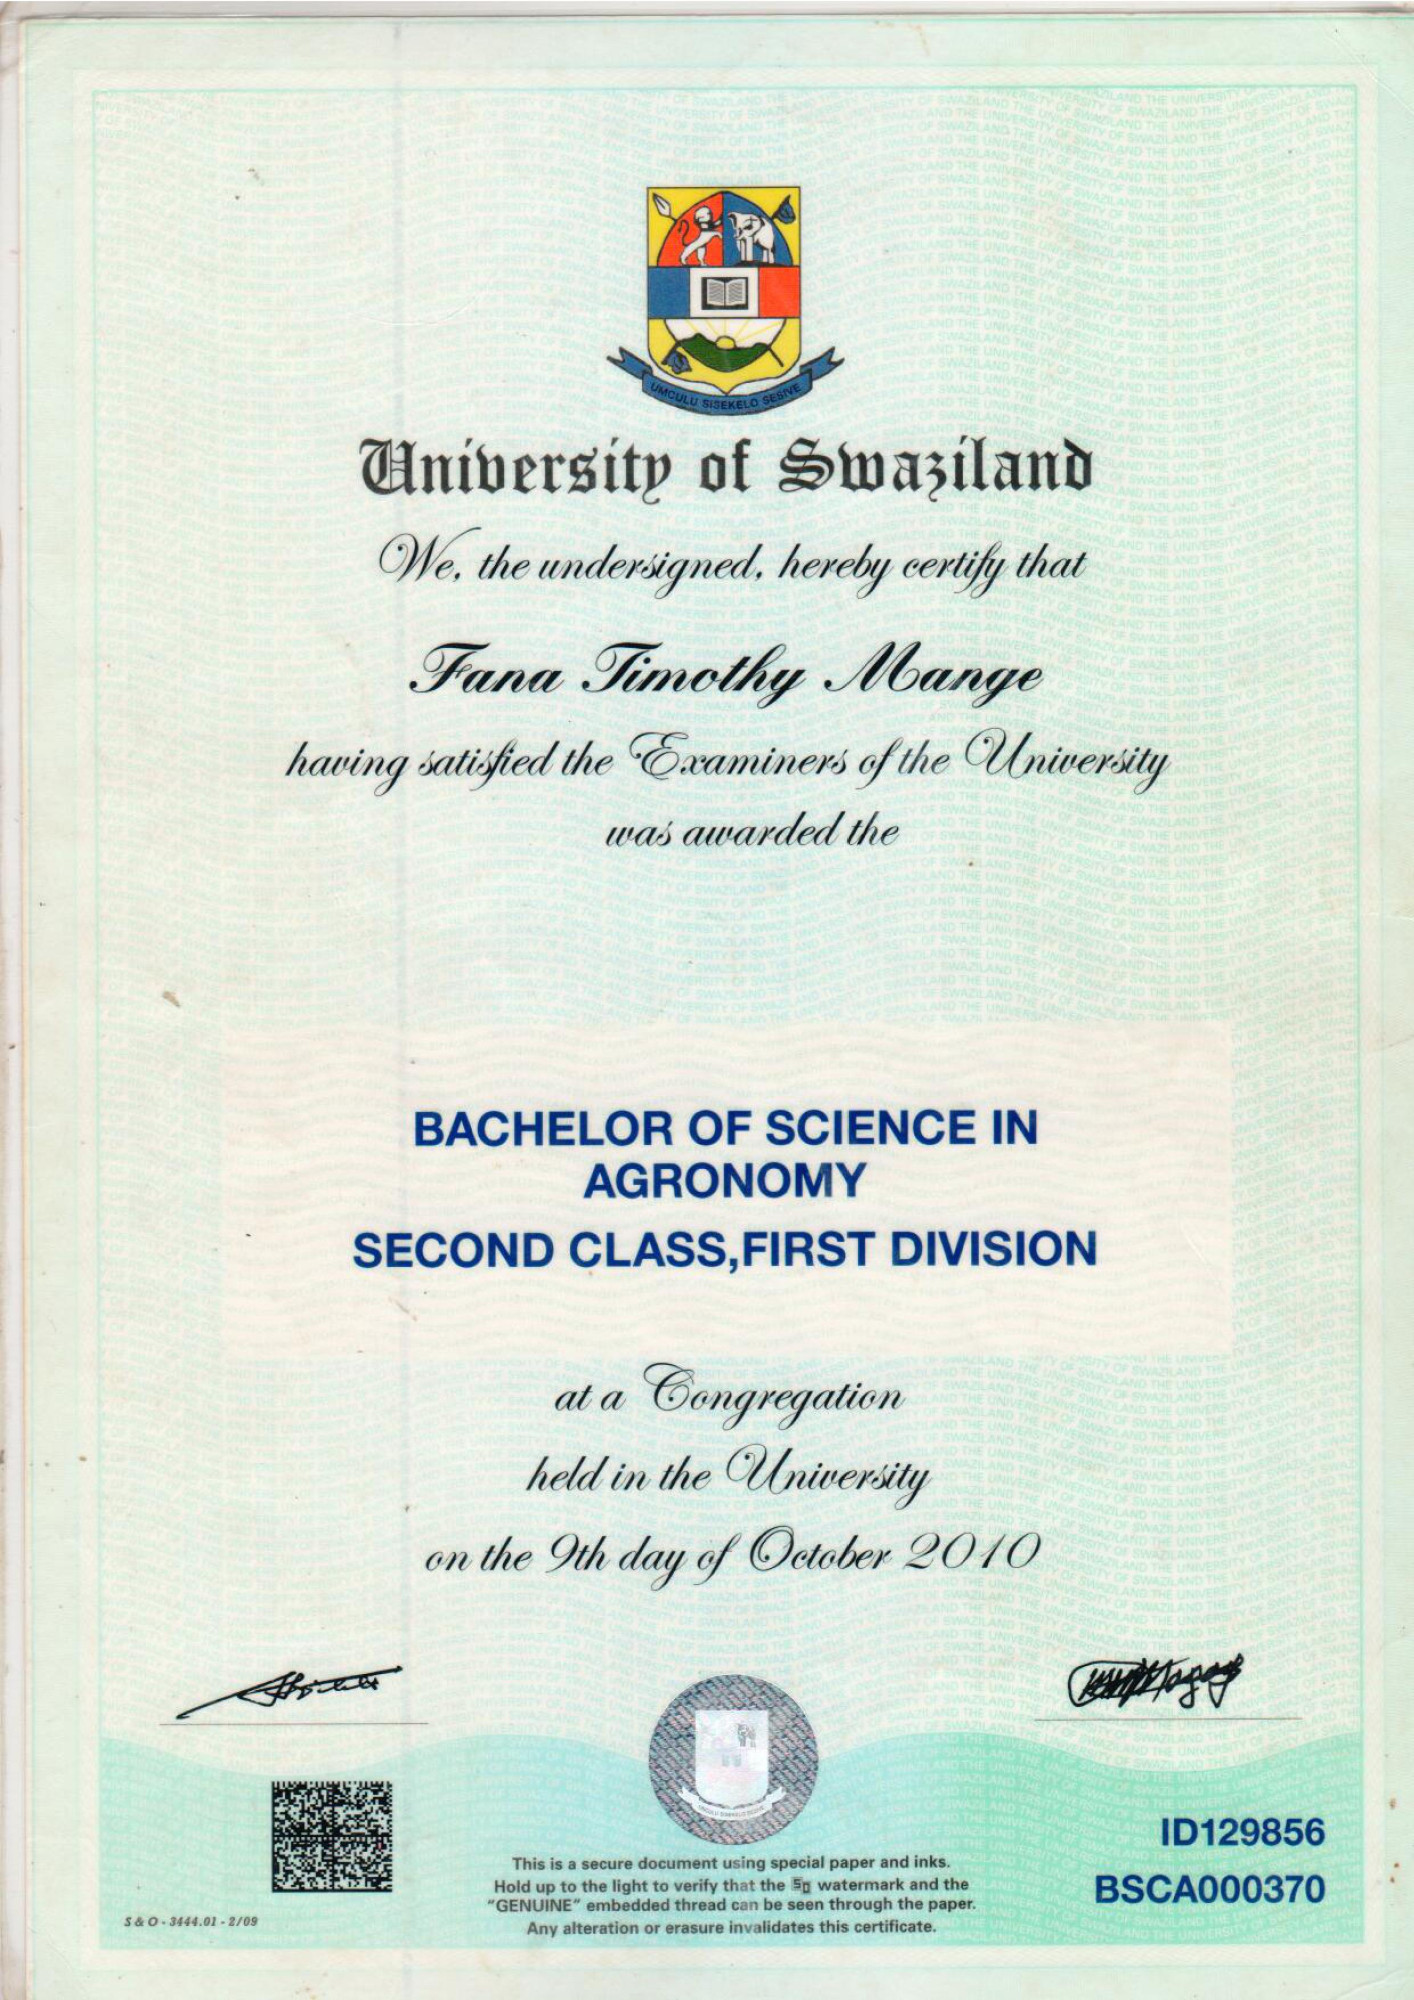 UMCULU SISEKELO SESIVE
University of Swaziland
We, the undersigned, hereby certify that
Fana Timothy Mange
having satisfied the Examiners of the University
was awarded the
BACHELOR OF SCIENCE IN
AGRONOMY
SECOND CLASS,FIRST DIVISION
at a Congregation
held in the University
on the 9th day of October 2010
ID129856
BSCA000370
This is a secure document using special paper and inks.
Hold up to the light to verify that the watermark and the
"GENUINE" embedded thread can be seen through the paper.
Any alteration or erasure invalidates this certificate.
S & O - 3444.01 - 2/09